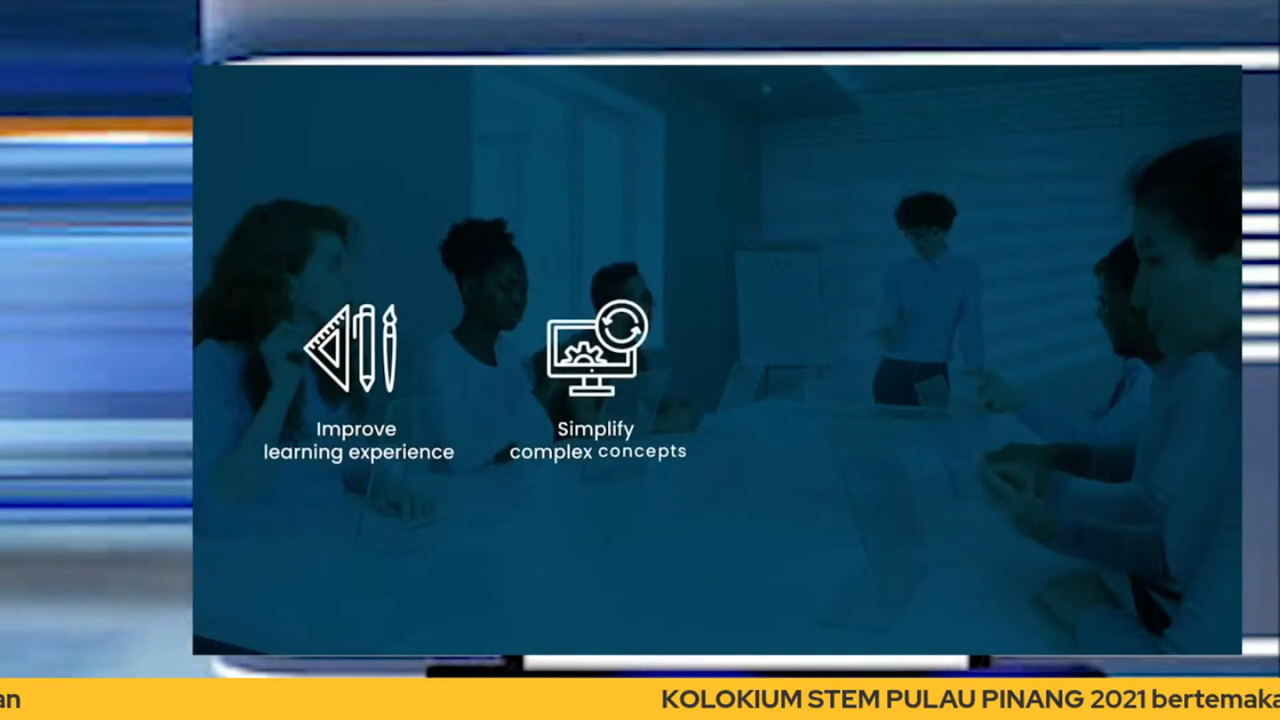 Improve
learning experience
Simplify
complex concepts
an
KOLOKIUM STEM PULAU PINANG 2021 bertemaka